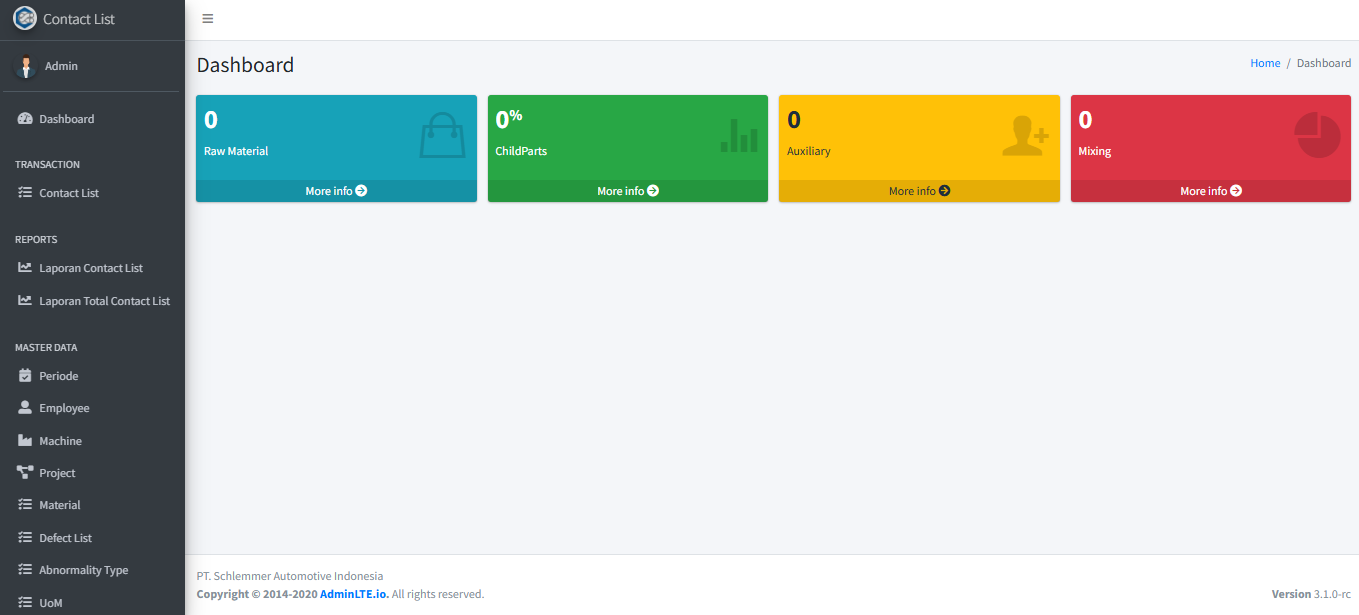 Contact List
Admin
Dashboard
TRANSACTION
Contact List
REPORTS
Laporan Contact List
Laporan Total Contact List
MASTER DATA
Periode
Employee
Machine
Project
Material
Defect List
Abnormality Type
UoM
Dashboard
Home / Dashboard
0
Raw Material
More info
0%
ChildParts
More info
0
Auxiliary
More info
0
Mixing
More info
PT. Schlemmer Automotive Indonesia
Copyright © 2014-2020 AdminLTE.io. All rights reserved.
Version 3.1.0-rc